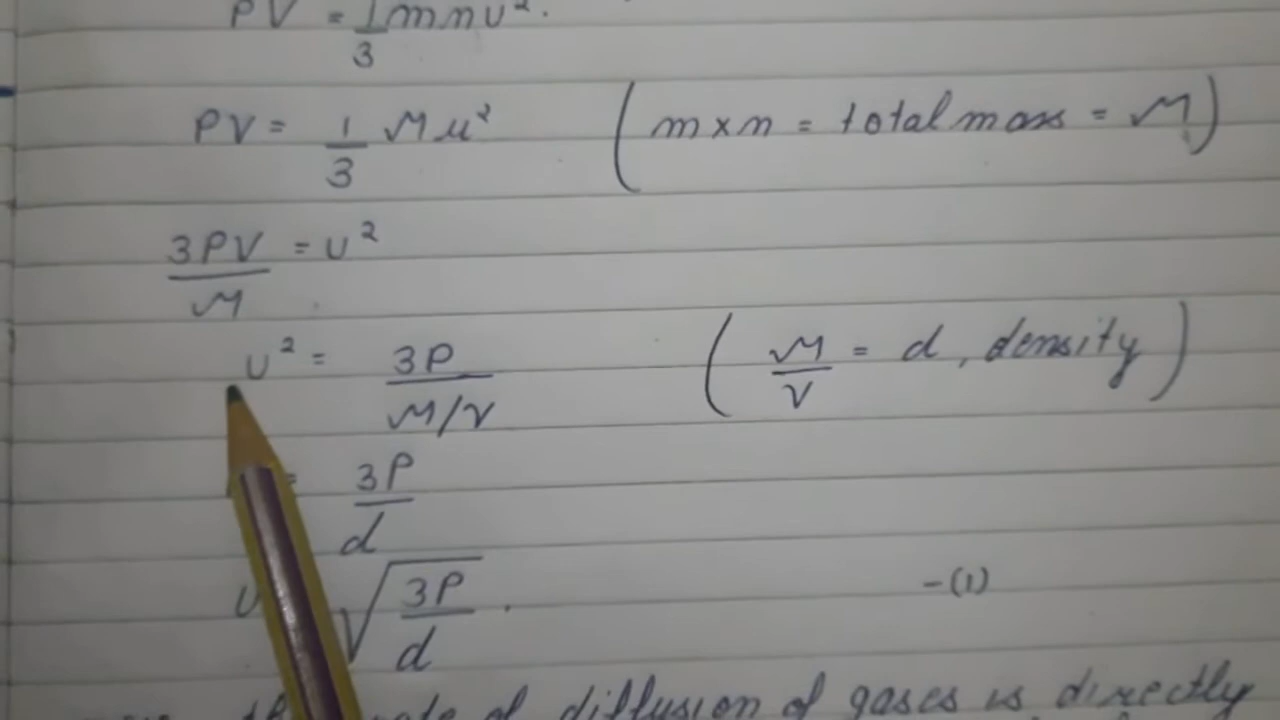 PV = 1/3 mnu².
PV = 1/3 Mu² (m×n = total mass = M)
3PV/M = u²
u² = 3P/M/V (M/V = d, density)
= 3P/d
u √3P/d . -(1)
of diffusion of gases is directly